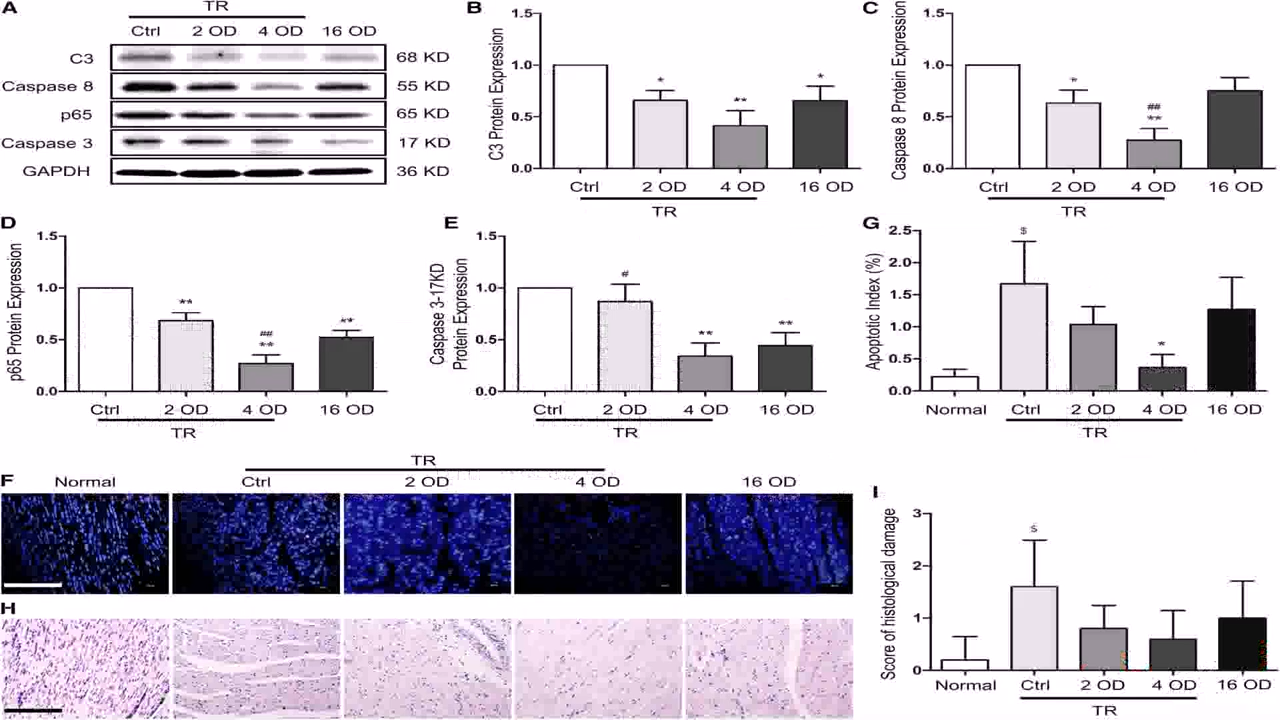 A
TR
Ctrl 2 OD 4 OD 16 OD
C3 68 KD
Caspase 8 55 KD
p65 65 KD
Caspase 3 17 KD
GAPDH 36 KD
B
C3 Protein Expression
1.5
1.0
0.5
0.0
* ** *
Ctrl 2 OD 4 OD 16 OD
TR
C
Caspase 8 Protein Expression
1.5
1.0
0.5
0.0
* ## **
Ctrl 2 OD 4 OD 16 OD
TR
D
p65 Protein Expression
1.5
1.0
0.5
0.0
** ## ** **
Ctrl 2 OD 4 OD 16 OD
TR
E
Caspase 3-17KD
Protein Expression
1.5
1.0
0.5
0.0
# ** **
Ctrl 2 OD 4 OD 16 OD
TR
G
Apoptotic Index (%)
2.5
2.0
1.5
1.0
0.5
0.0
$ *
Normal Ctrl 2 OD 4 OD 16 OD
TR
F
TR
Normal Ctrl 2 OD 4 OD 16 OD
H
I
Score of histological damage
3
2
1
0
$
Normal Ctrl 2 OD 4 OD 16 OD
TR